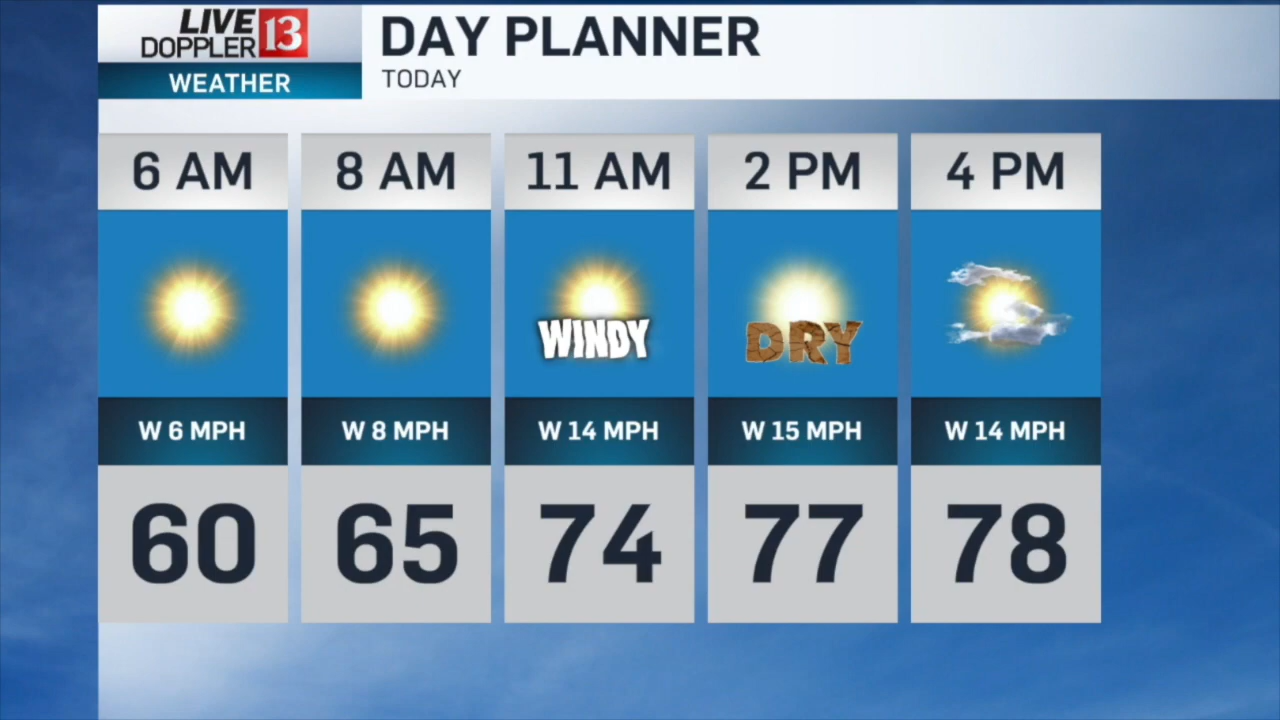 LIVE
DOPPLER 13
WEATHER
DAY PLANNER
TODAY
6 AM
8 AM
11 AM
2 PM
4 PM
WINDY
DRY
W 6 MPH
W 8 MPH
W 14 MPH
W 15 MPH
W 14 MPH
60
65
74
77
78